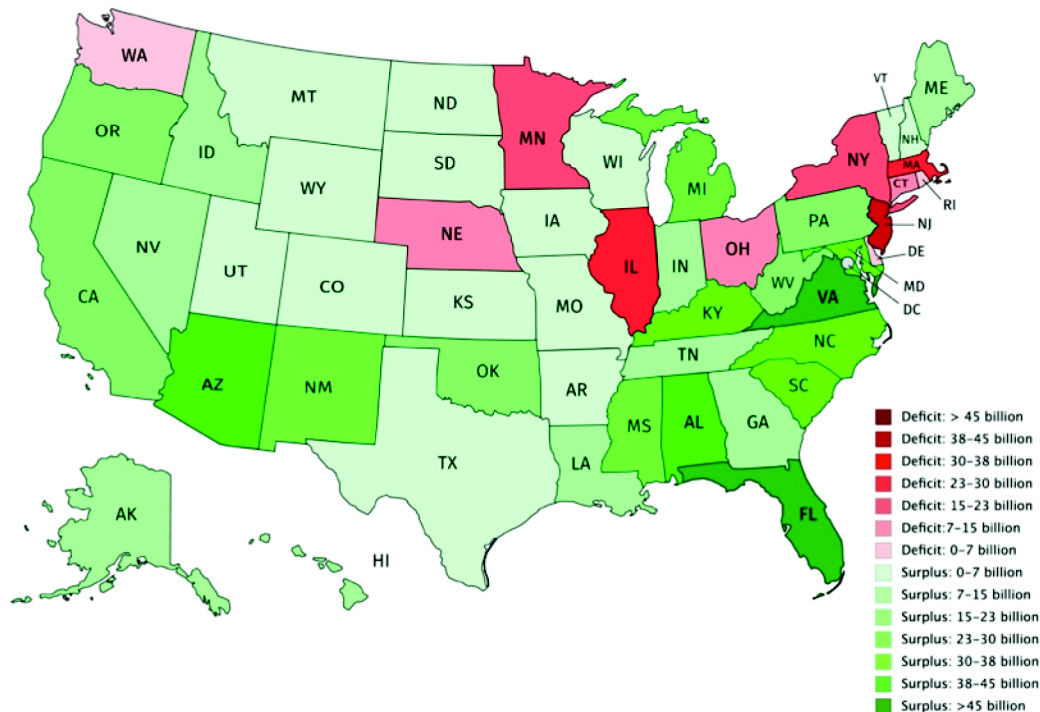 WA
MT
ND
MN
VT
ME
OR
ID
SD
WI
NH
NY
MA
WY
MI
CT
RI
NE
IA
PA
NJ
NV
UT
CO
IL
IN
OH
DE
CA
KS
MO
WV
VA
MD
KY
DC
AZ
NM
OK
TN
NC
AR
SC
MS
AL
GA
TX
LA
AK
FL
HI
Deficit: > 45 billion
Deficit: 38-45 billion
Deficit: 30-38 billion
Deficit: 23-30 billion
Deficit: 15-23 billion
Deficit:7-15 billion
Deficit: 0-7 billion
Surplus: 0-7 billion
Surplus: 7-15 billion
Surplus: 15-23 billion
Surplus: 23-30 billion
Surplus: 30-38 billion
Surplus: 38-45 billion
Surplus: >45 billion